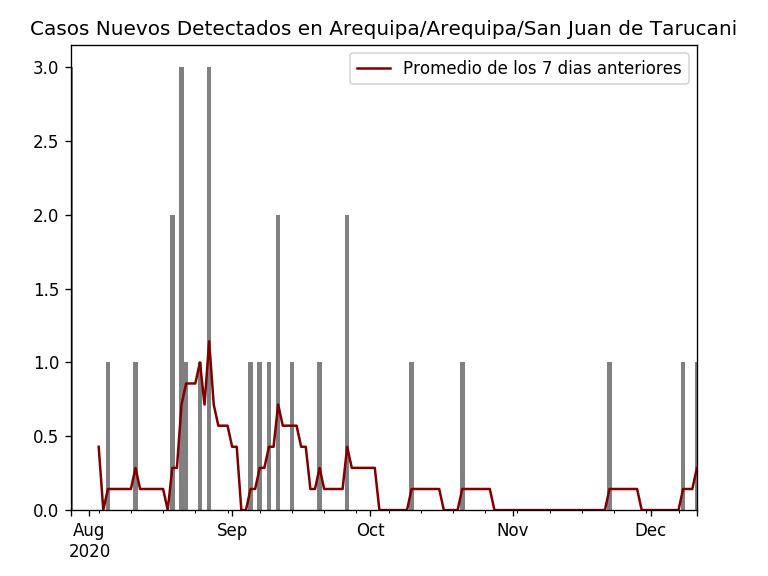 Casos Nuevos Detectados en Arequipa/Arequipa/San Juan de Tarucani
Promedio de los 7 dias anteriores
3.0
2.5
2.0
1.5
1.0
0.5
0.0
Aug Sep Oct Nov Dec
2020